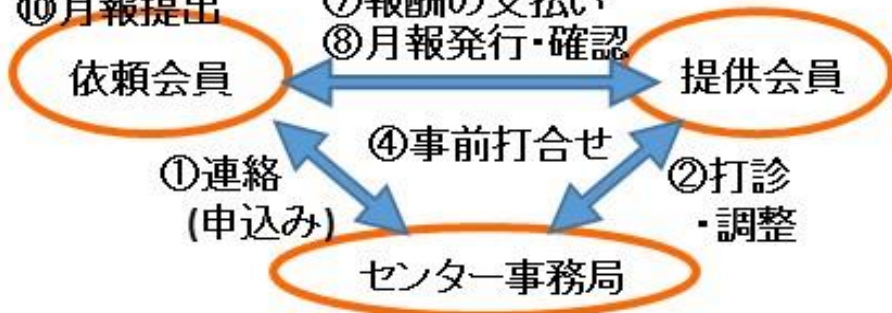 ⑩月報提出
⑦報酬の支払い
⑧月報発行・確認
依頼会員
提供会員
④事前打合せ
①連絡
(申込み)
②打診
・調整
センター事務局